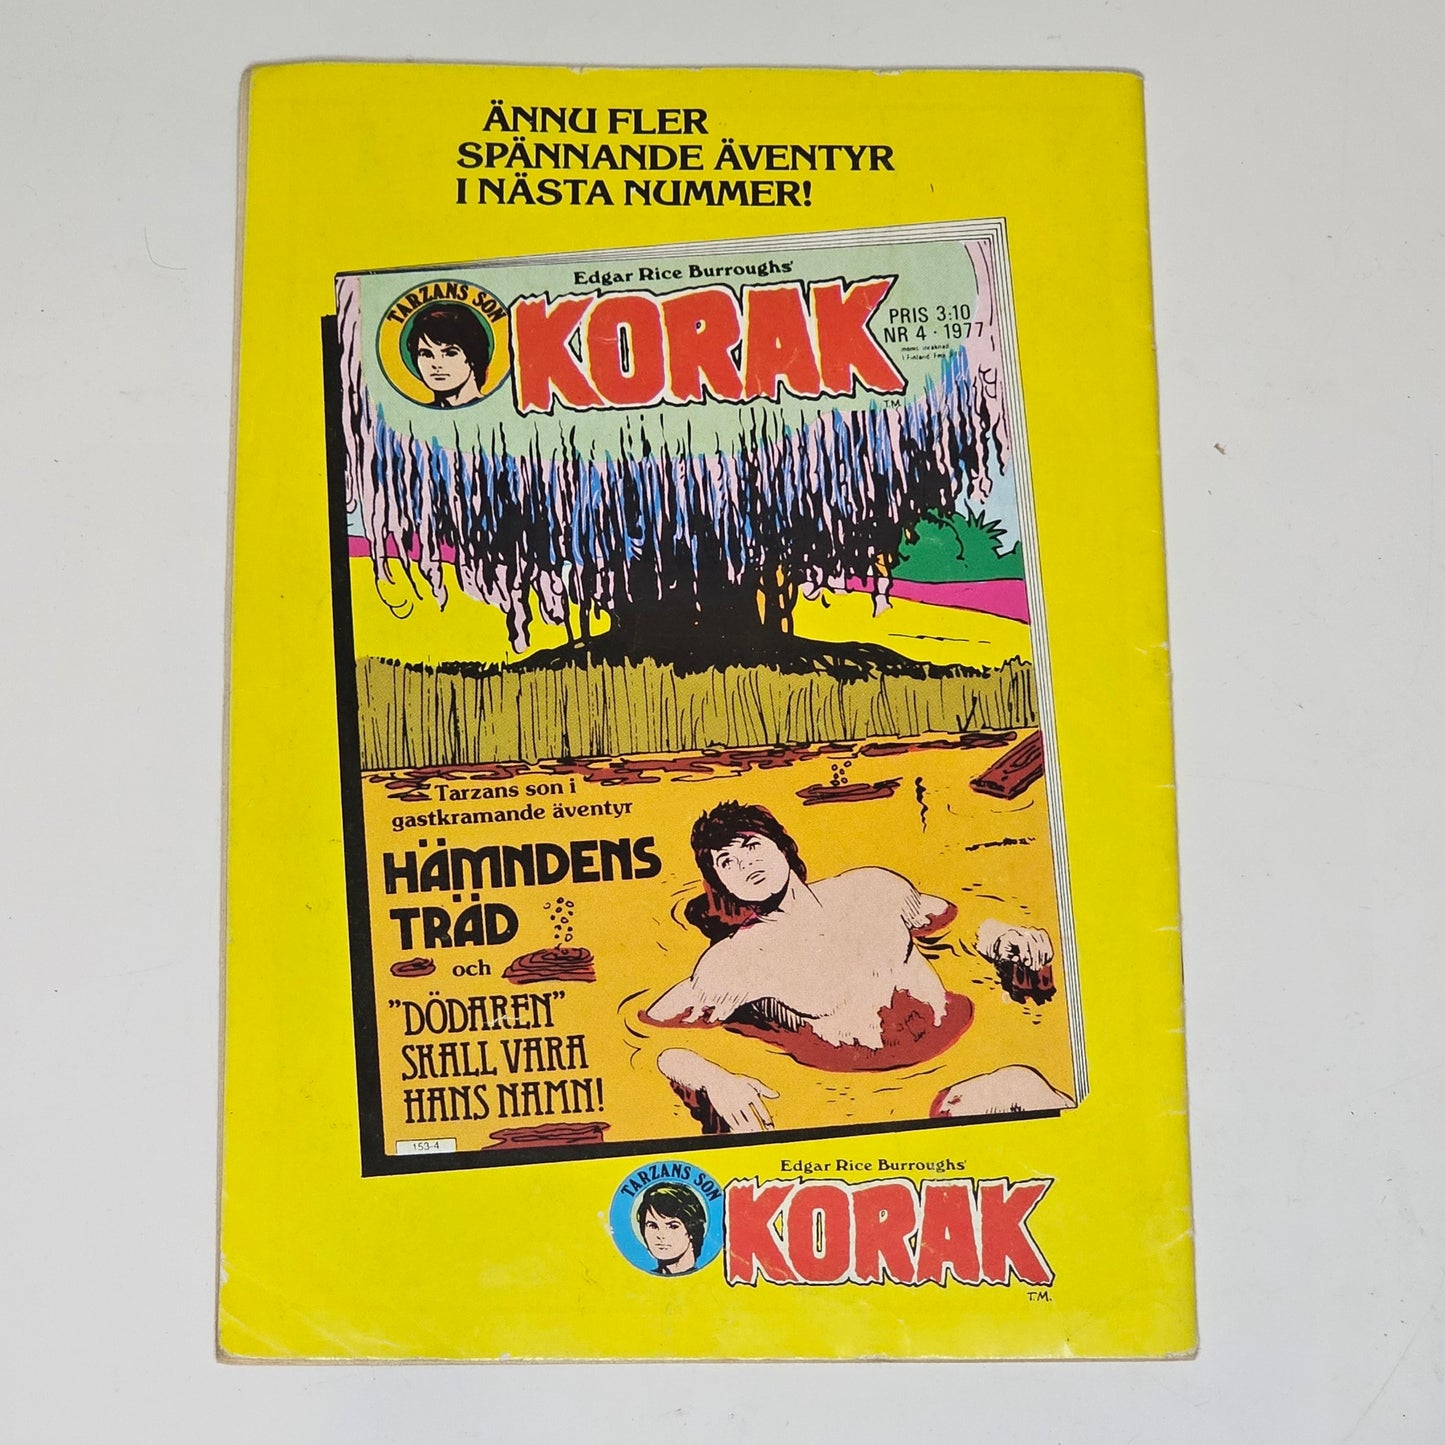 ÄNNU FLER
SPÄNNANDE ÄVENTYR
I NÄSTA NUMMER!
Edgar Rice Burroughs'
TARZANS SON
KORAK
T.M.
PRIS 3:10
NR 4 · 1977
Tarzans son i
gastkramande äventyr
HÄMNDENS
TRÄD
och
"DÖDAREN"
SKALL VARA
HANS NAMN!
153-4
Edgar Rice Burroughs'
TARZANS SON
KORAK
T.M.